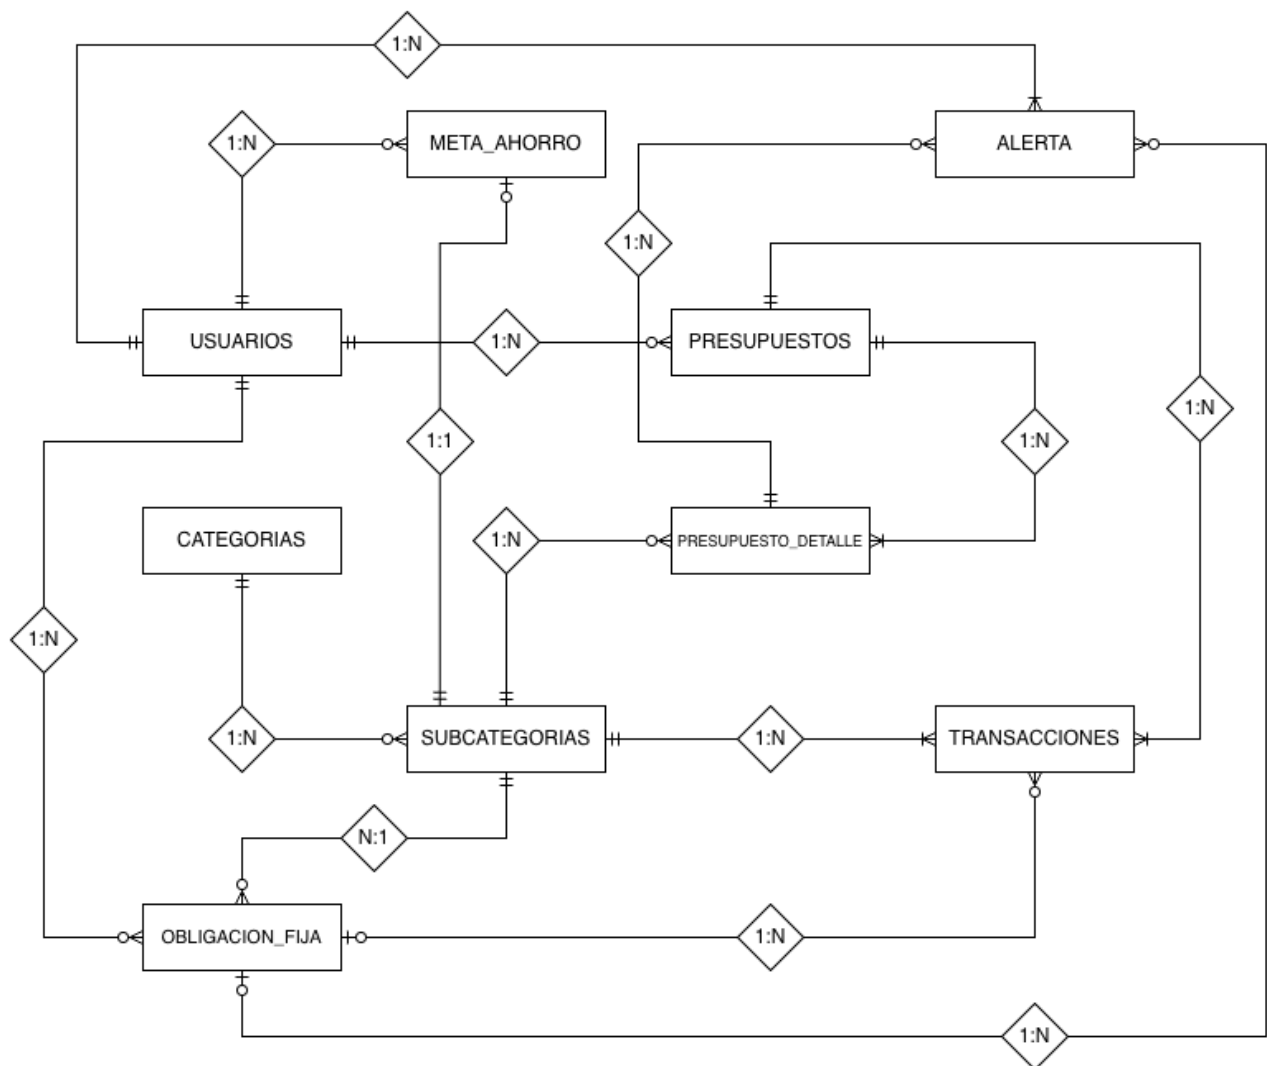 1:N
1:N
META_AHORRO
ALERTA
1:N
USUARIOS
1:N
PRESUPUESTOS
1:N
1:1
1:N
CATEGORIAS
1:N
PRESUPUESTO_DETALLE
1:N
1:N
SUBCATEGORIAS
1:N
TRANSACCIONES
N:1
OBLIGACION_FIJA
1:N
1:N